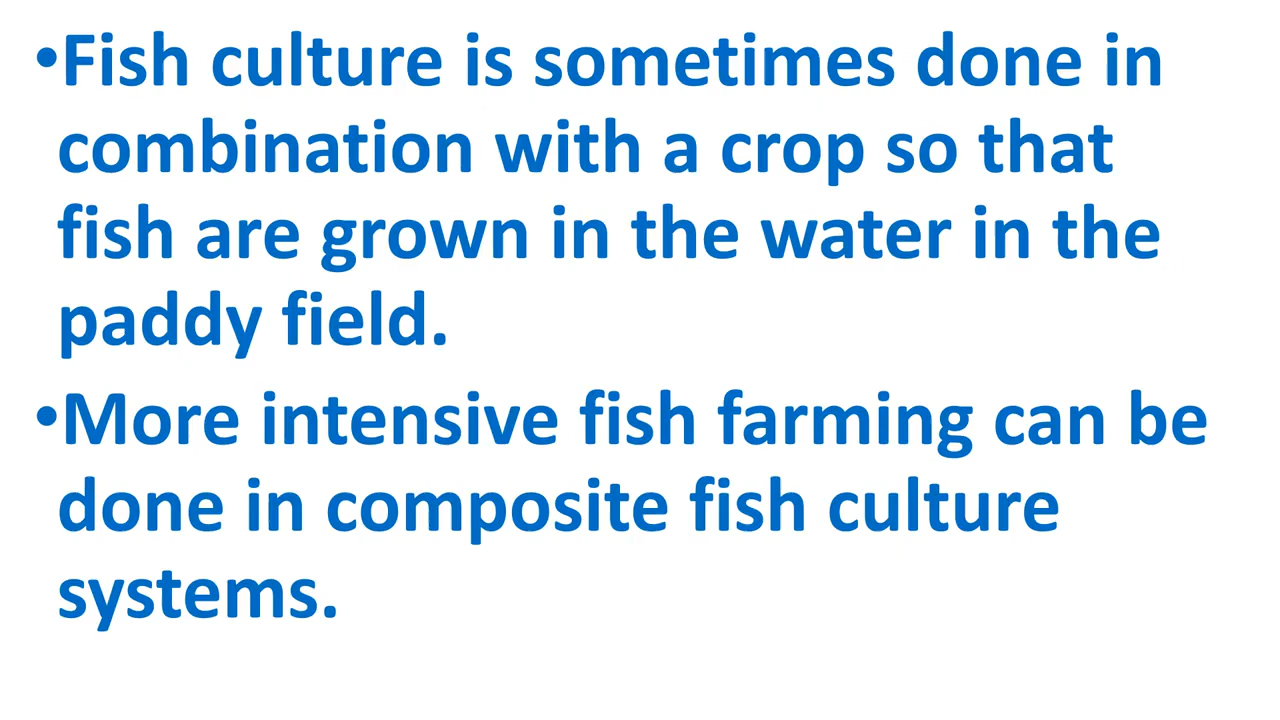 •Fish culture is sometimes done in
combination with a crop so that
fish are grown in the water in the
paddy field.
•More intensive fish farming can be
done in composite fish culture
systems.